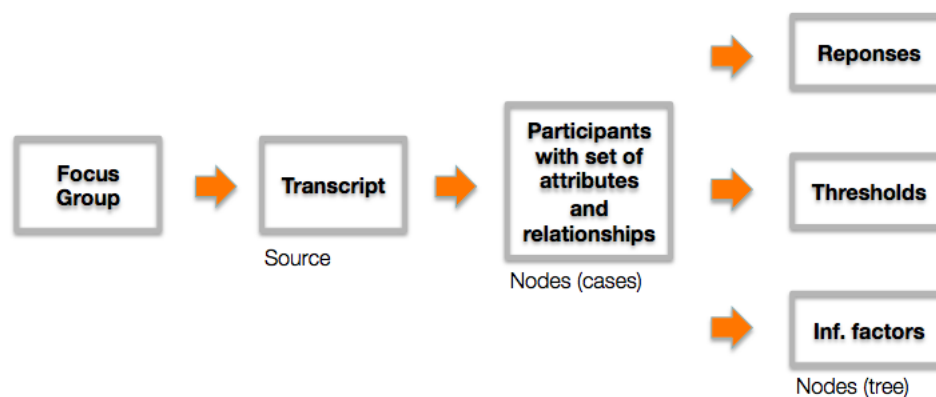 Focus
Group
Transcript
Source
Participants
with set of
attributes
and
relationships
Nodes (cases)
Reponses
Thresholds
Inf. factors
Nodes (tree)